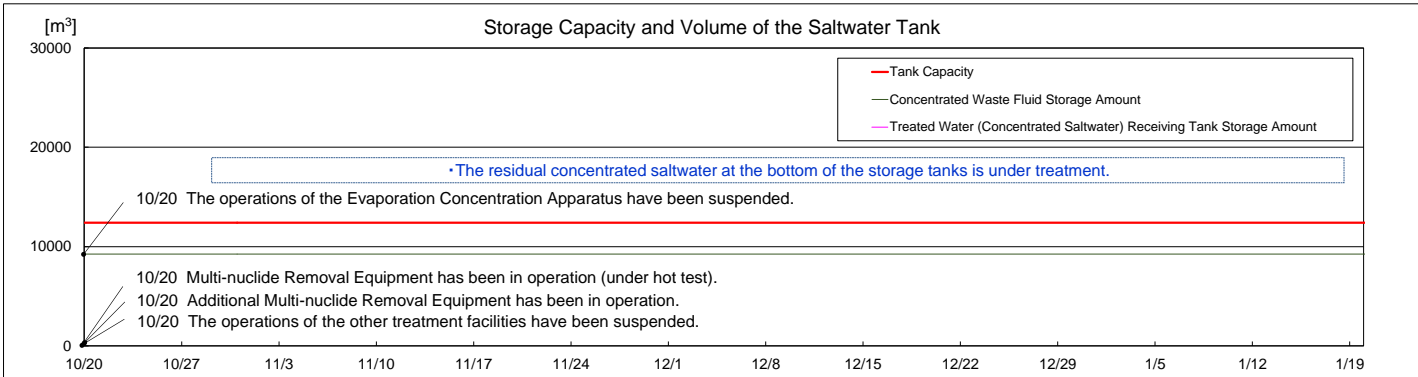 [m³]
Storage Capacity and Volume of the Saltwater Tank
30000
Tank Capacity
Concentrated Waste Fluid Storage Amount
Treated Water (Concentrated Saltwater) Receiving Tank Storage Amount
20000
・The residual concentrated saltwater at the bottom of the storage tanks is under treatment.
10/20 The operations of the Evaporation Concentration Apparatus have been suspended.
10000
10/20 Multi-nuclide Removal Equipment has been in operation (under hot test).
10/20 Additional Multi-nuclide Removal Equipment has been in operation.
10/20 The operations of the other treatment facilities have been suspended.
0
10/20 10/27 11/3 11/10 11/17 11/24 12/1 12/8 12/15 12/22 12/29 1/5 1/12 1/19